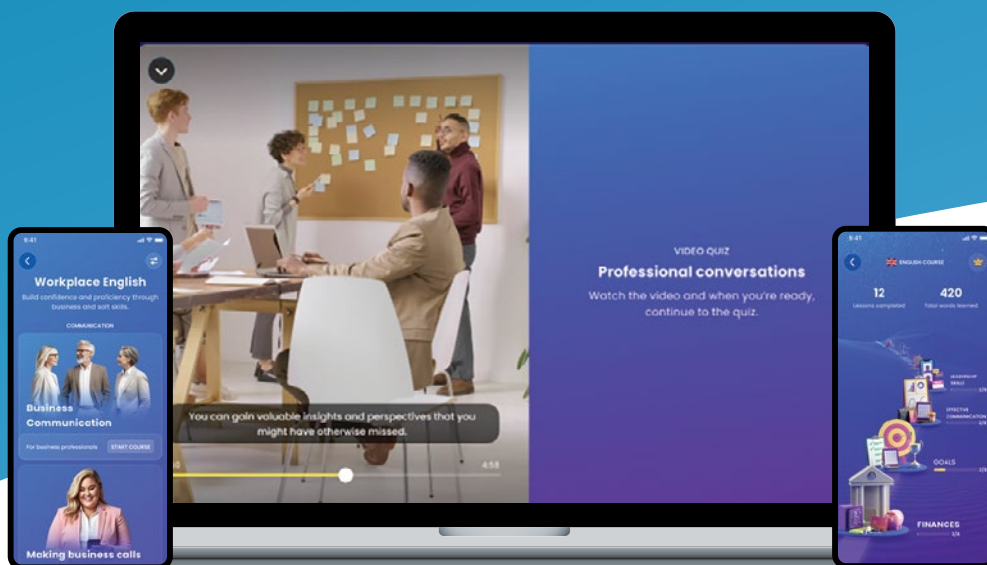 9:41
Workplace English
Build confidence and proficiency through
business and soft skills.
COMMUNICATION
Business
Communication
For business professionals
START COURSE
Making business calls
You can gain valuable insights and perspectives that you
might have otherwise missed.
4:58
VIDEO QUIZ
Professional conversations
Watch the video and when you're ready,
continue to the quiz.
9:41
ENGLISH COURSE
12
420
Lessons completed
Total words learned
LEADERSHIP
SKILLS
EFFECTIVE
COMMUNICATION
GOALS
FINANCES